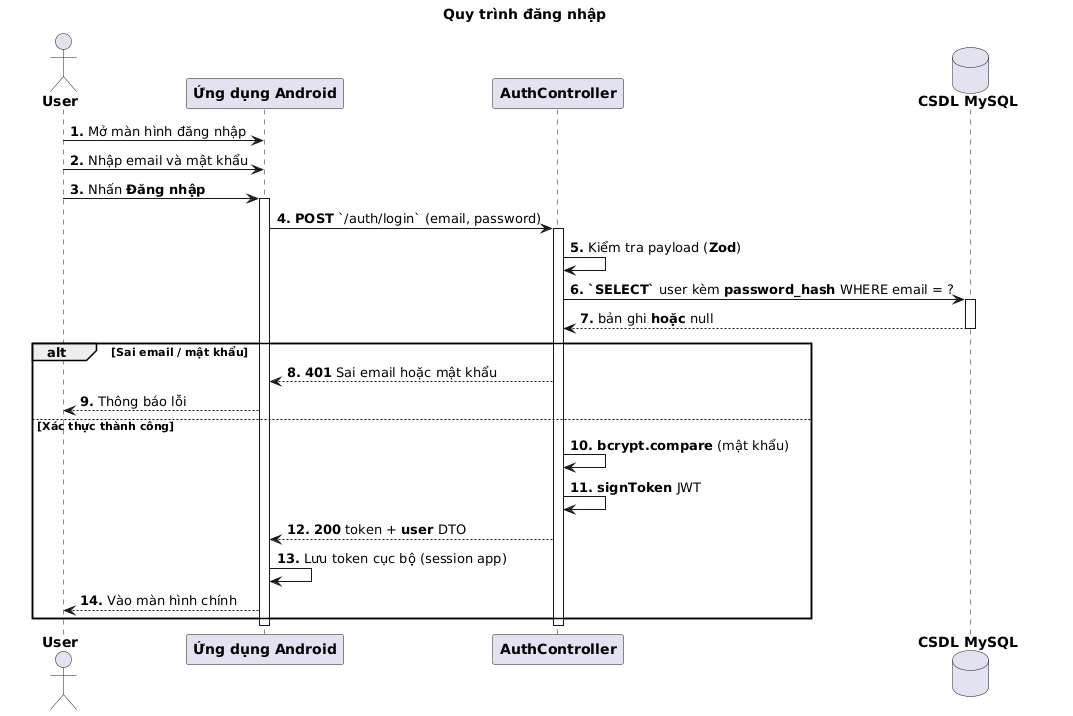 Quy trình đăng nhập
User
Ứng dụng Android
AuthController
CSDL MySQL
1. Mở màn hình đăng nhập
2. Nhập email và mật khẩu
3. Nhấn Đăng nhập
4. POST `/auth/login` (email, password)
5. Kiểm tra payload (Zod)
6. `SELECT` user kèm password_hash WHERE email = ?
7. bản ghi hoặc null
alt [Sai email / mật khẩu]
8. 401 Sai email hoặc mật khẩu
9. Thông báo lỗi
[Xác thực thành công]
10. bcrypt.compare (mật khẩu)
11. signToken JWT
12. 200 token + user DTO
13. Lưu token cục bộ (session app)
14. Vào màn hình chính
User
Ứng dụng Android
AuthController
CSDL MySQL